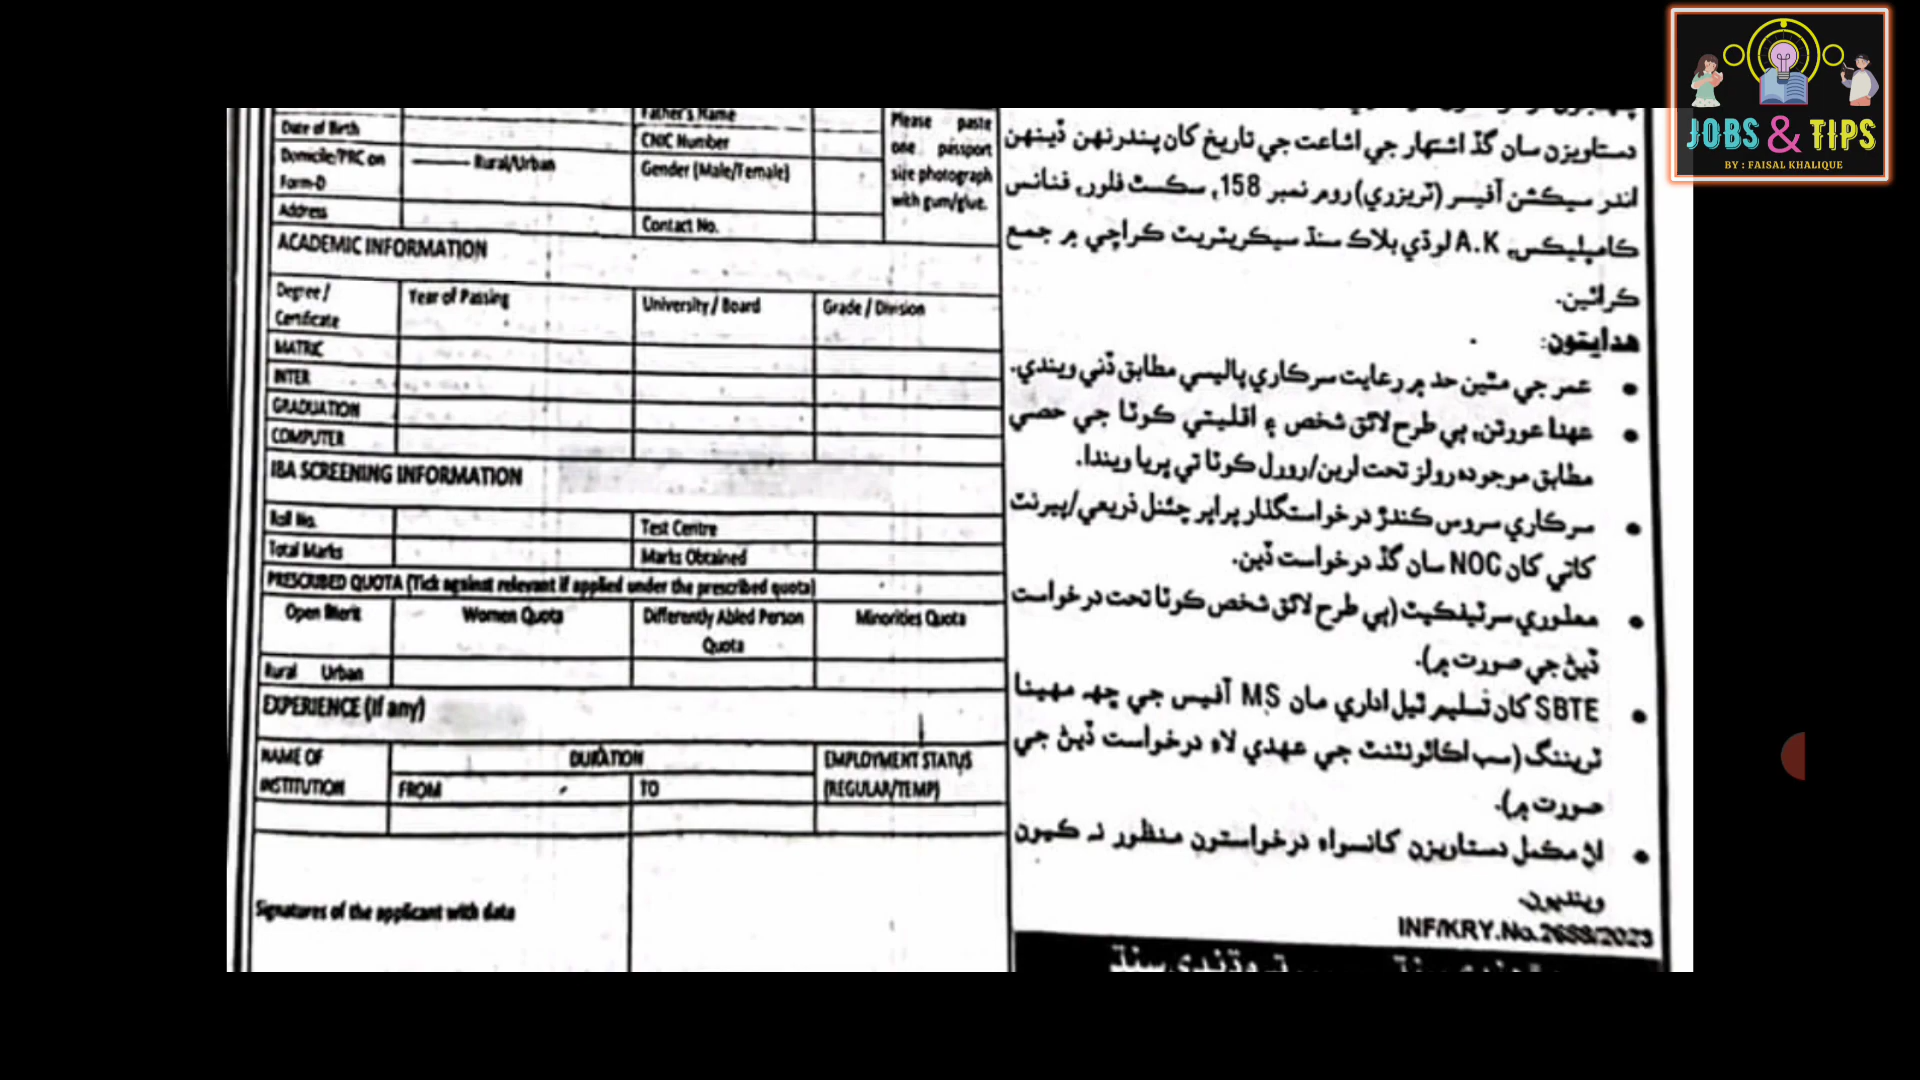 Father's Name
Date of Birth
CNIC Number
Domicile/PRC on Form-D
Rural/Urban
Gender (Male/Female)
Address
Contact No.
Please paste
one passport
size photograph
with gum/glue.
ACADEMIC INFORMATION
Degree /
Certificate
Year of Passing
University / Board
Grade / Division
MATRIC
INTER
GRADUATION
COMPUTER
IBA SCREENING INFORMATION
Roll No.
Test Centre
Total Marks
Marks Obtained
PRESCRIBED QUOTA (Tick against relevant if applied under the prescribed quota)
Open Merit
Women Quota
Differently Abled Person
Quota
Minorities Quota
Rural Urban
EXPERIENCE (If any)
NAME OF
INSTITUTION
DURATION
FROM
TO
EMPLOYMENT STATUS
(REGULAR/TEMP)
Signatures of the applicant with date
دستاويزن سان گڏ اشتهار جي اشاعت جي تاريخ کان پندرنهن ڏينهن
اندر سيڪشن آفيسر (ٽريزري) روم نمبر 158، سڪسٿ فلور، فنانس
ڪامپليڪس، A.K لوڌي بلاڪ سنڌ سيڪريٽريٽ ڪراچي ۾ جمع
ڪرائين.
هدايتون:
• عمر جي مٿين حد ۾ رعايت سرڪاري پاليسي مطابق ڏني ويندي.
• عهدا عورتن، ٻي طرح لائق شخص ۽ اقليتي ڪوٽا جي حصي
مطابق موجوده رولز تحت اربن/رورل ڪوٽا تي ڀريا ويندا.
• سرڪاري سروس ڪندڙ درخواستگذار پراپر چئنل ذريعي/پيرنٽ
کاتي کان NOC سان گڏ درخواست ڏين.
• معذوري سرٽيفڪيٽ (ٻي طرح لائق شخص ڪوٽا تحت درخواست
ڏيڻ جي صورت ۾).
• SBTE کان تسليم ٿيل اداري مان MS آفيس جي ڇهہ مهينا
ٽريننگ (سب اڪائونٽنٽ جي عهدي لاءِ درخواست ڏيڻ جي
صورت ۾).
• اڻ مڪمل دستاويزن کانسواءِ درخواستون منظور نہ ڪيون
وينديون.
INF/KRY.No.2688/2023
JOBS & TIPS
BY : FAISAL KHALIQUE